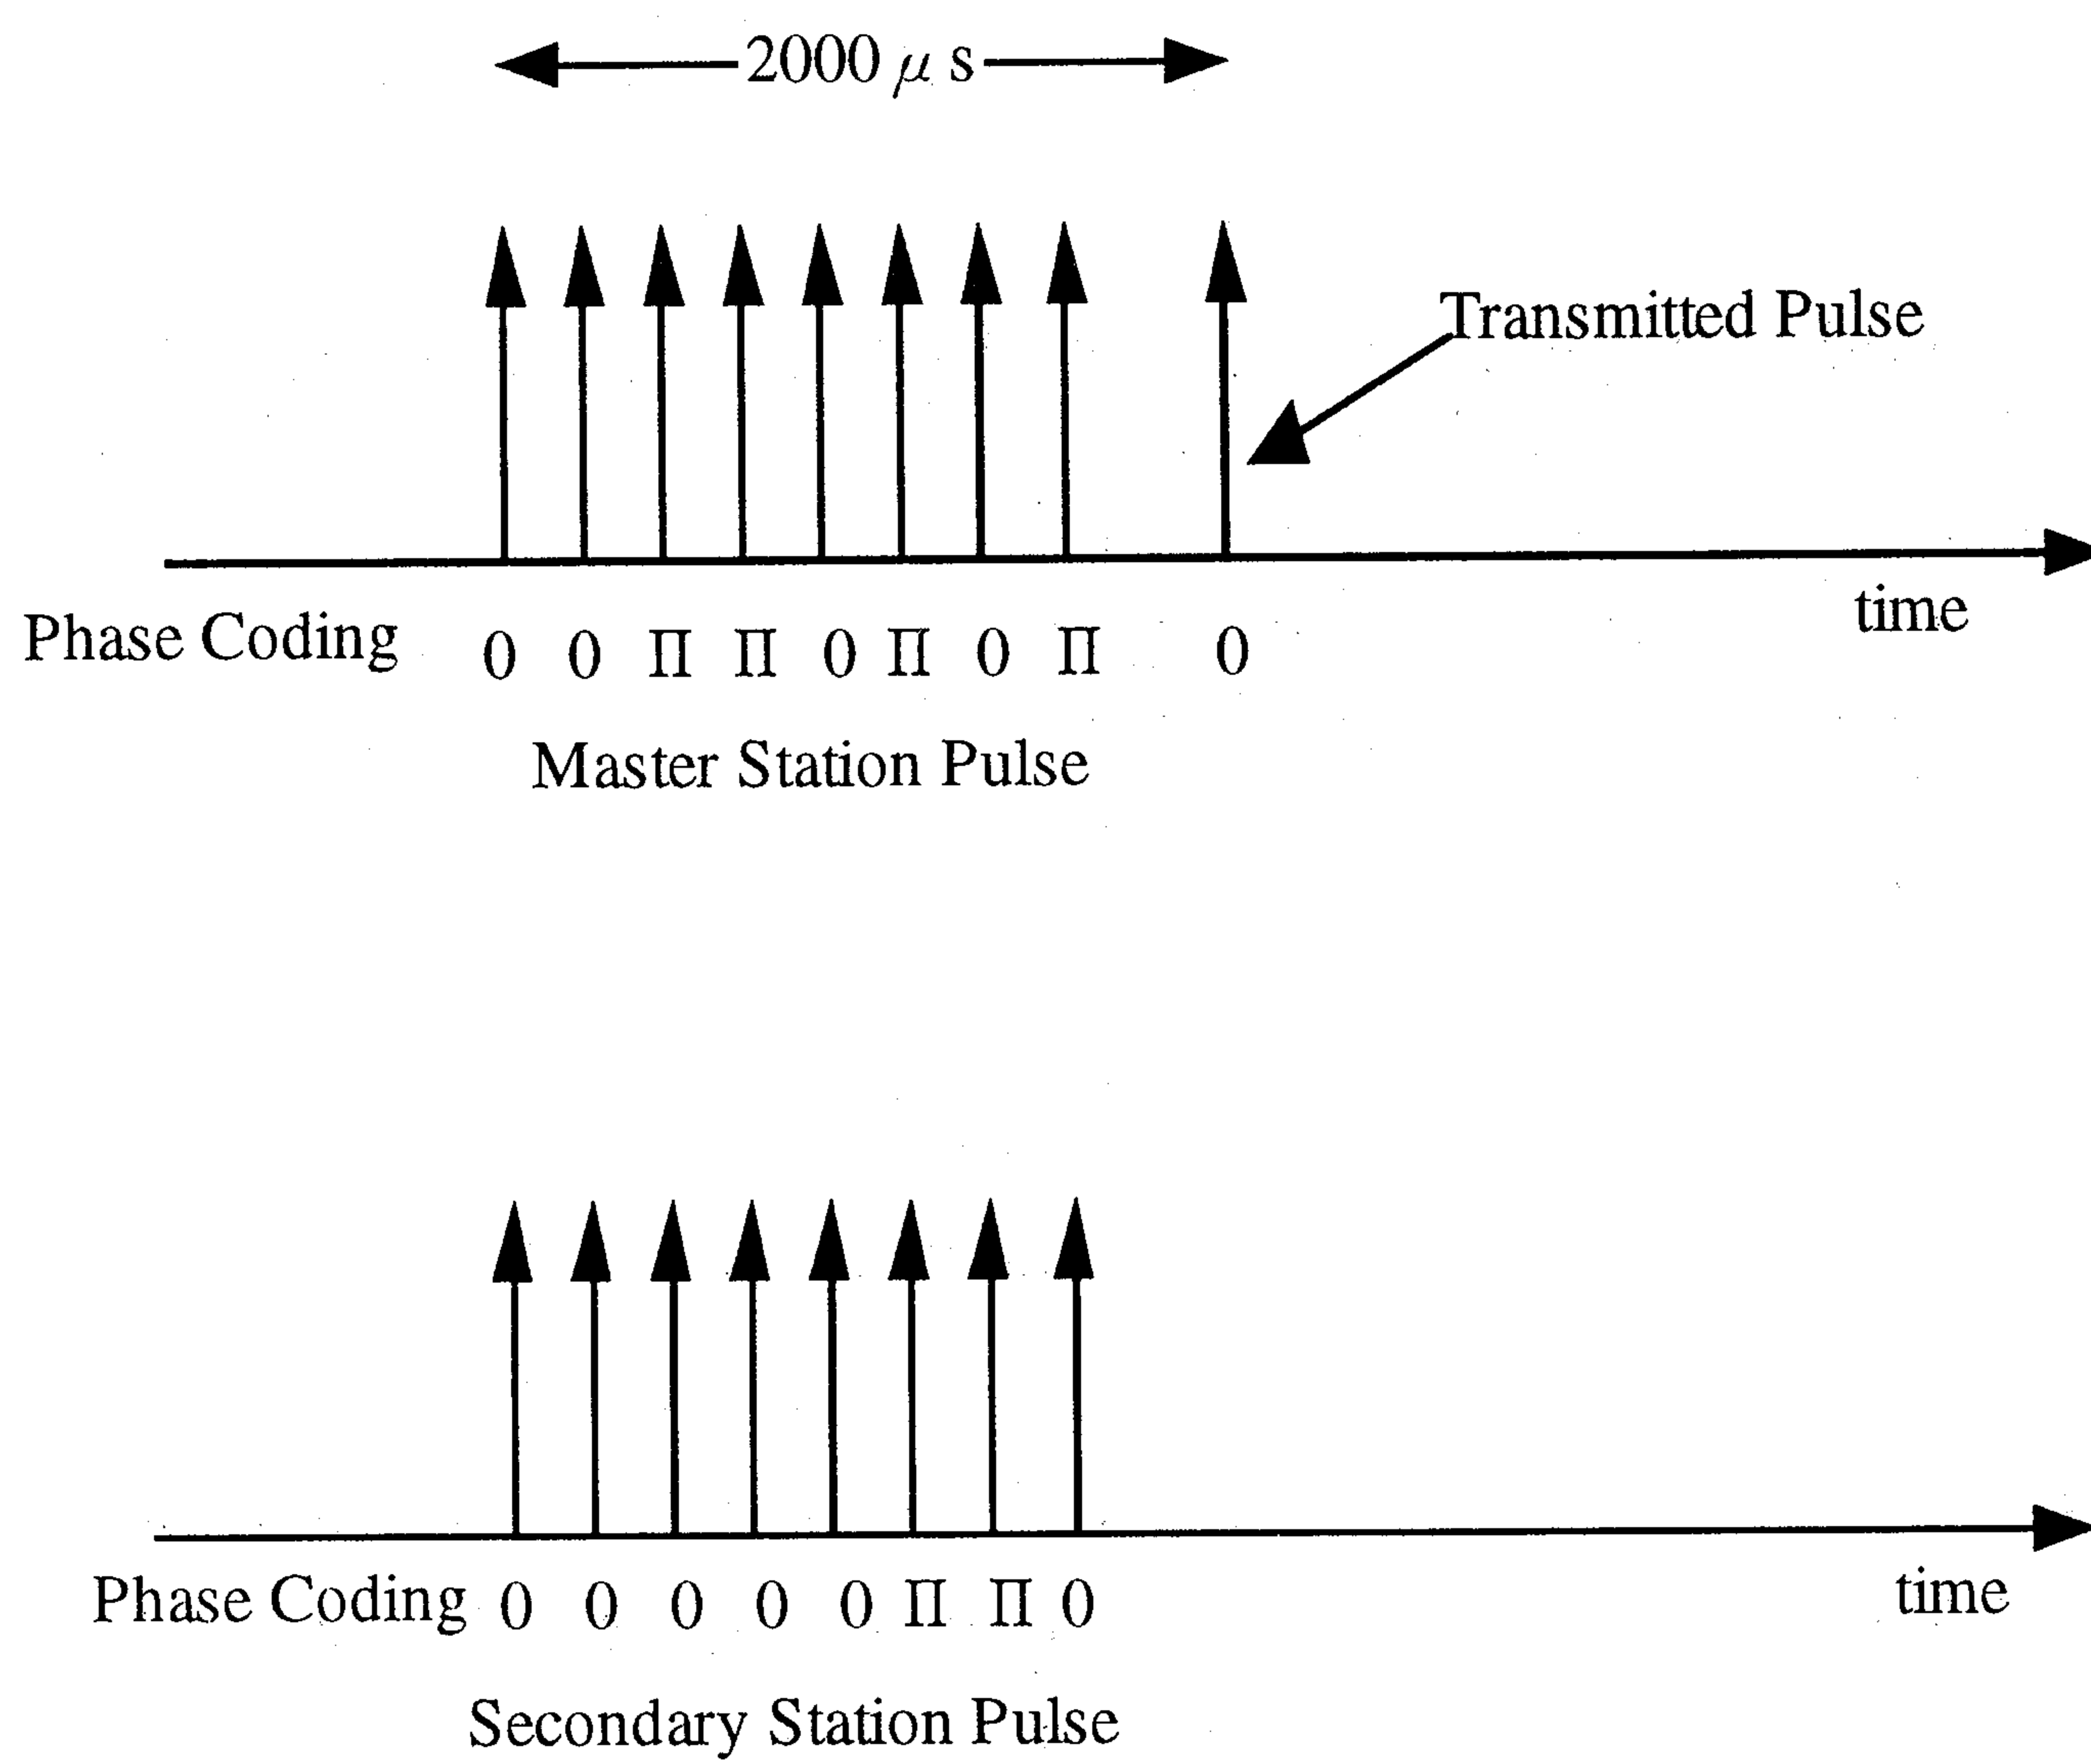 2000 μ s
Transmitted Pulse
time
Phase Coding 0 0 Π Π 0 Π 0 Π 0
Master Station Pulse
Phase Coding 0 0 0 0 0 Π Π 0
time
Secondary Station Pulse